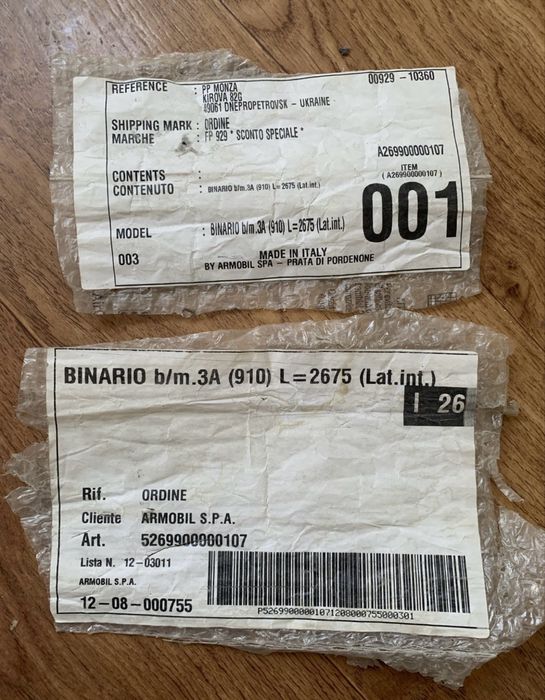 00929 -10360
REFERENCE : PP MONZA
KIROVA 82G
49061 DNEPROPETROVSK - UKRAINE
SHIPPING MARK : ORDINE
MARCHE : FP 929 * SCONTO SPECIALE *
A269900000107
ITEM
( A269900000107 )
CONTENTS :
CONTENUTO : BINARIO b/m.3A (910) L=2675 (Lat.int.)
001
MODEL : BINARIO b/m.3A (910) L=2675 (Lat.int.)
003
MADE IN ITALY
BY ARMOBIL SPA - PRATA DI PORDENONE
BINARIO b/m.3A (910) L=2675 (Lat.int.)
I 26
Rif. ORDINE
Cliente ARMOBIL S.P.A.
Art. 5269900000107
Lista N. 12-03011
ARMOBIL S.P.A.
12-08-000755
P52699000001071208000755000301